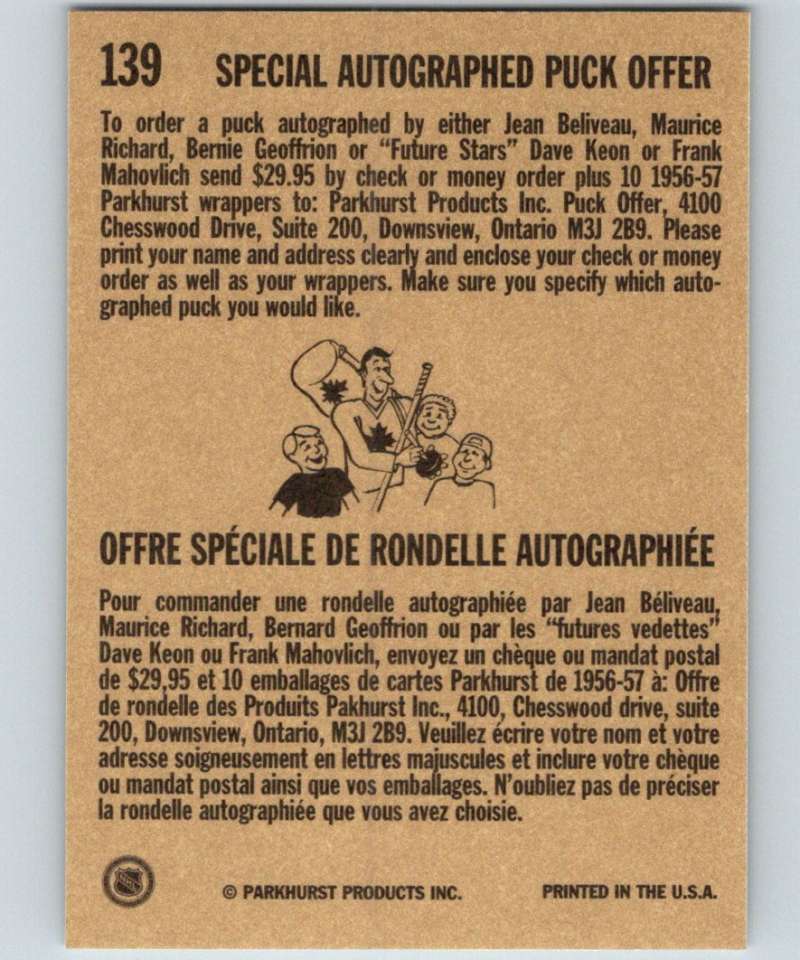 139 SPECIAL AUTOGRAPHED PUCK OFFER
To order a puck autographed by either Jean Beliveau, Maurice
Richard, Bernie Geoffrion or "Future Stars" Dave Keon or Frank
Mahovlich send $29.95 by check or money order plus 10 1956-57
Parkhurst wrappers to: Parkhurst Products Inc. Puck Offer, 4100
Chesswood Drive, Suite 200, Downsview, Ontario M3J 2B9. Please
print your name and address clearly and enclose your check or money
order as well as your wrappers. Make sure you specify which auto-
graphed puck you would like.
OFFRE SPÉCIALE DE RONDELLE AUTOGRAPHIÉE
Pour commander une rondelle autographiée par Jean Béliveau,
Maurice Richard, Bernard Geoffrion ou par les "futures vedettes"
Dave Keon ou Frank Mahovlich, envoyez un chèque ou mandat postal
de $29,95 et 10 emballages de cartes Parkhurst de 1956-57 à: Offre
de rondelle des Produits Pakhurst Inc., 4100, Chesswood drive, suite
200, Downsview, Ontario, M3J 2B9. Veuillez écrire votre nom et votre
adresse soigneusement en lettres majuscules et inclure votre chèque
ou mandat postal ainsi que vos emballages. N'oubliez pas de préciser
la rondelle autographiée que vous avez choisie.
© PARKHURST PRODUCTS INC. PRINTED IN THE U.S.A.